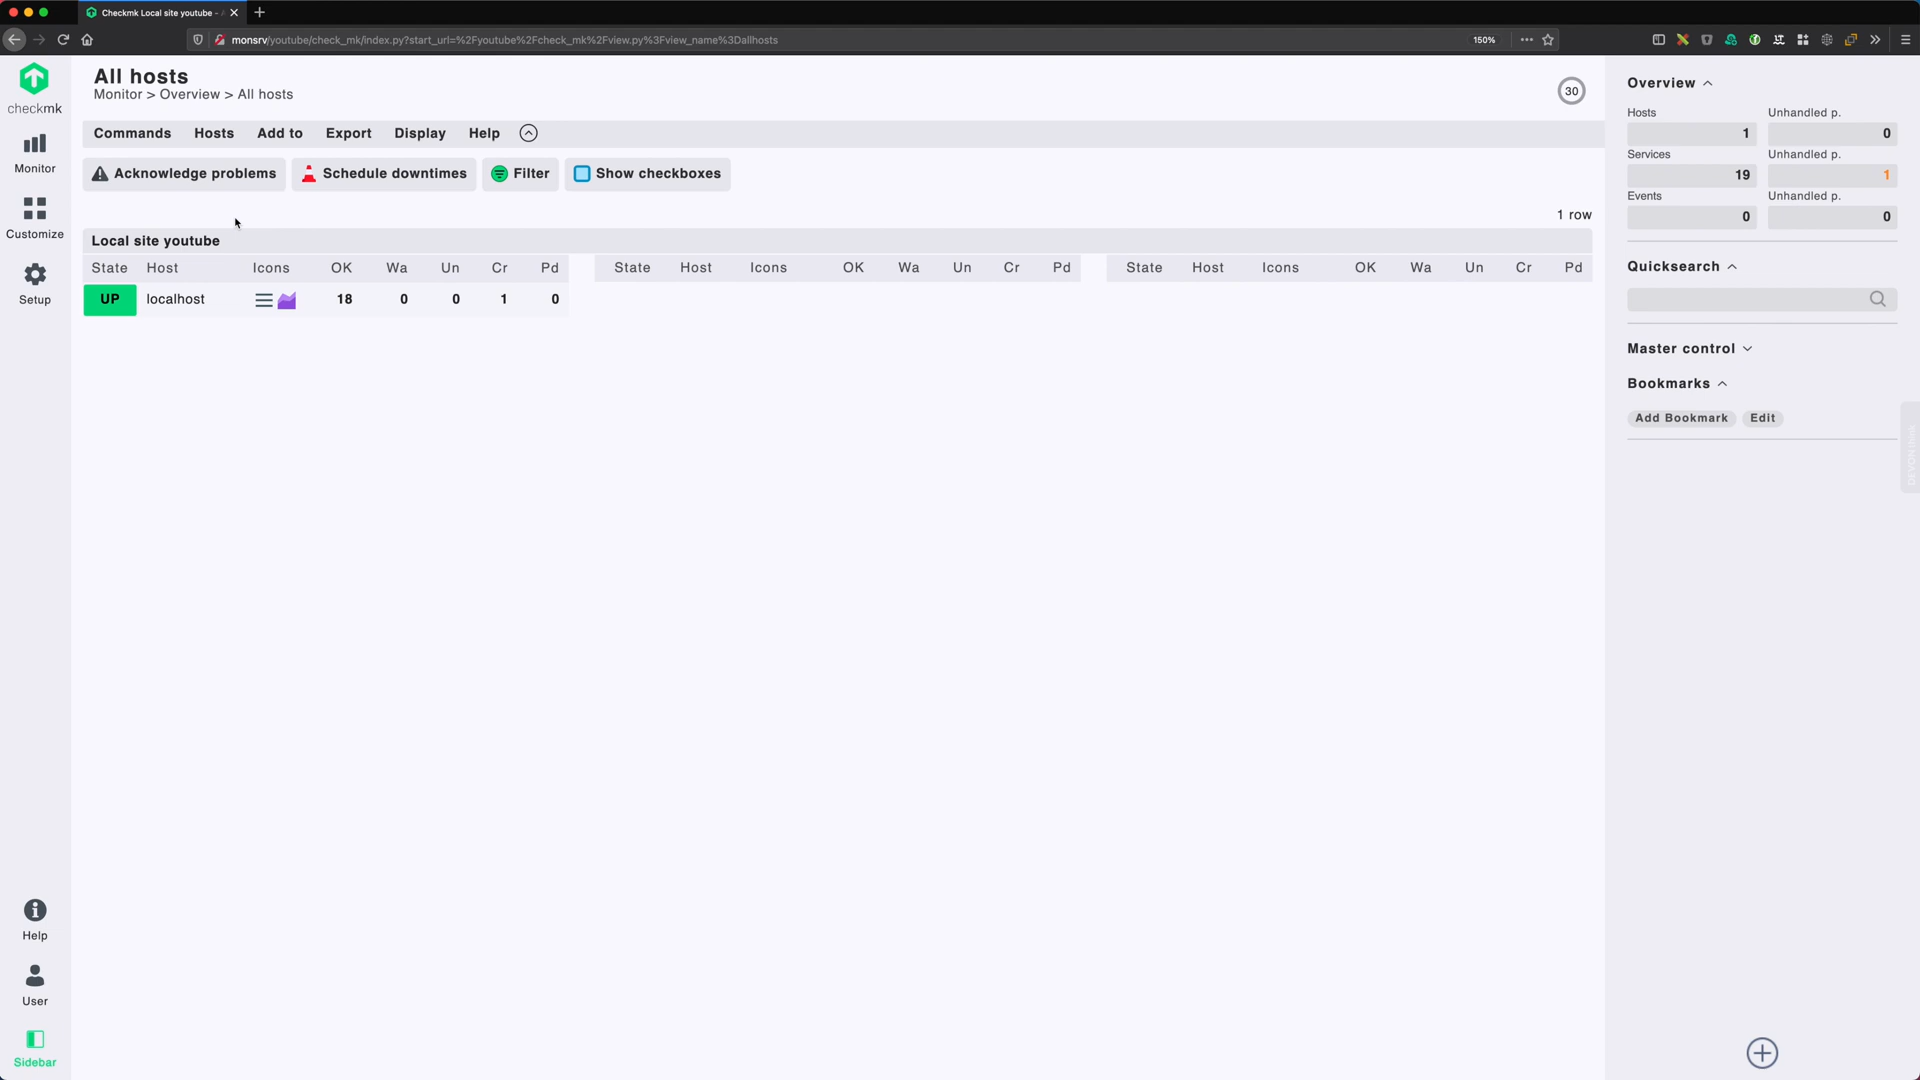 Checkmk Local site youtube -
monsrv/youtube/check_mk/index.py?start_url=%2Fyoutube%2Fcheck_mk%2Fview.py%3Fview_name%3Dallhosts
150%
checkmk
Monitor
Customize
Setup
Help
User
Sidebar
All hosts
Monitor > Overview > All hosts
30
Commands Hosts Add to Export Display Help
Acknowledge problems Schedule downtimes Filter Show checkboxes
1 row
Local site youtube
State Host Icons OK Wa Un Cr Pd State Host Icons OK Wa Un Cr Pd State Host Icons OK Wa Un Cr Pd
UP localhost 18 0 0 1 0
Overview
Hosts Unhandled p.
1 0
Services Unhandled p.
19 1
Events Unhandled p.
0 0
Quicksearch
Master control
Bookmarks
Add Bookmark Edit
DEVONthink